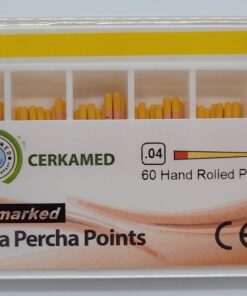 CERKAMED
.04
60 Hand Rolled P
marked
a Percha Points
CE